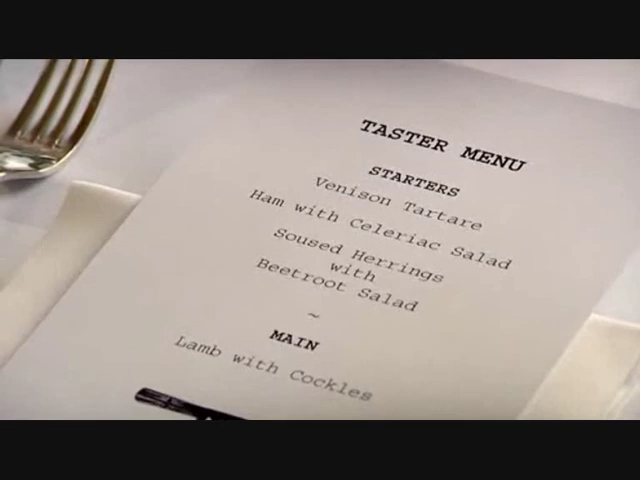 TASTER MENU
STARTERS
Venison Tartare
Ham with Celeriac Salad
Soused Herrings
with
Beetroot Salad
~
MAIN
Lamb with Cockles